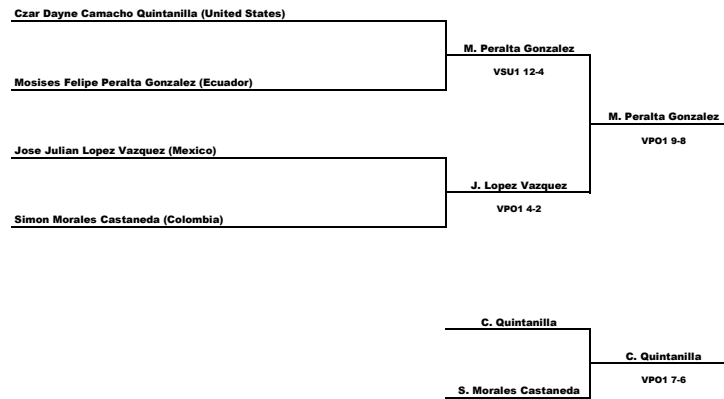 Czar Dayne Camacho Quintanilla (United States)
M. Peralta Gonzalez
VSU1 12-4
Mosises Felipe Peralta Gonzalez (Ecuador)
M. Peralta Gonzalez
VPO1 9-8
Jose Julian Lopez Vazquez (Mexico)
J. Lopez Vazquez
VPO1 4-2
Simon Morales Castaneda (Colombia)
C. Quintanilla
C. Quintanilla
VPO1 7-6
S. Morales Castaneda